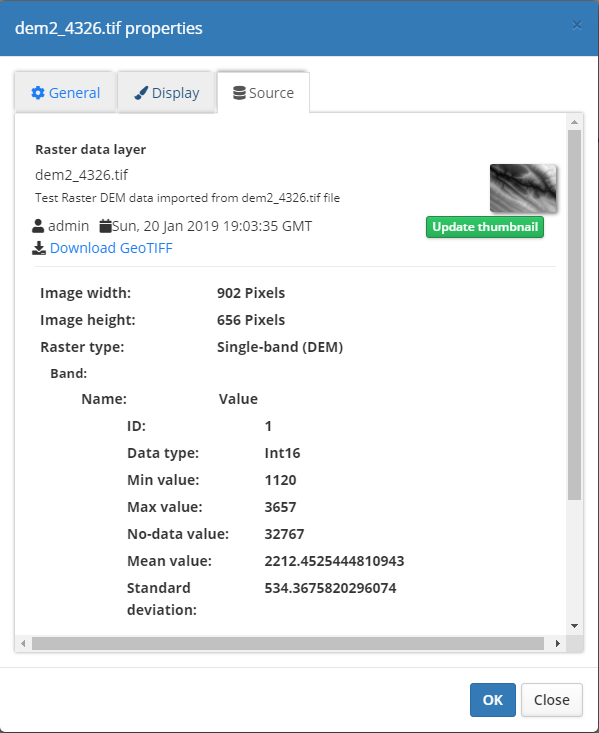 dem2_4326.tif properties
×
General Display Source
Raster data layer
dem2_4326.tif
Test Raster DEM data imported from dem2_4326.tif file
admin Sun, 20 Jan 2019 19:03:35 GMT
Update thumbnail
Download GeoTIFF
Image width: 902 Pixels
Image height: 656 Pixels
Raster type: Single-band (DEM)
Band:
Name: Value
ID: 1
Data type: Int16
Min value: 1120
Max value: 3657
No-data value: 32767
Mean value: 2212.4525444810943
Standard 534.3675820296074
deviation:
OK Close